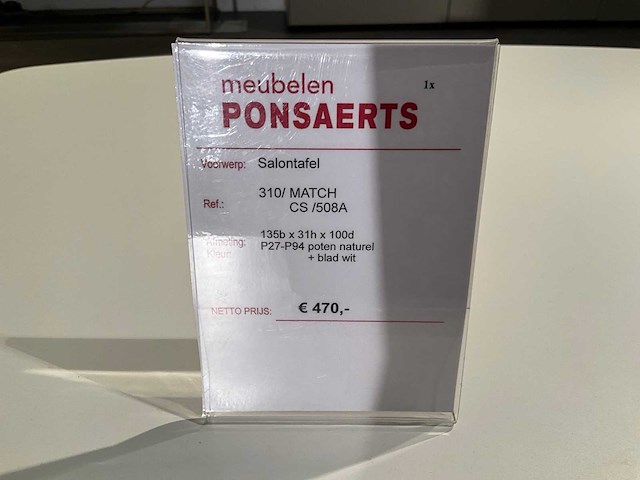 meubelen 1x
PONSAERTS
Voorwerp: Salontafel
Ref.: 310/ MATCH
CS /508A
Afmeting: 135b x 31h x 100d
Kleur: P27-P94 poten naturel
+ blad wit
NETTO PRIJS: € 470,-